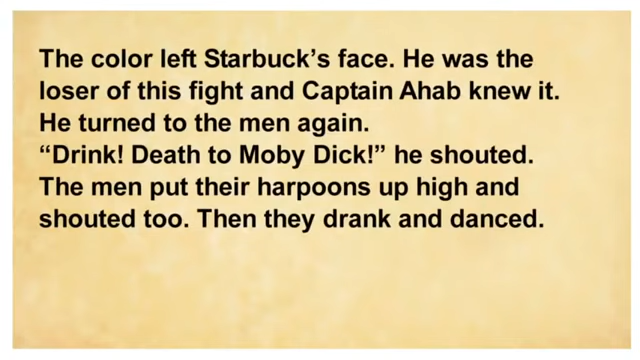 The color left Starbuck’s face. He was the
loser of this fight and Captain Ahab knew it.
He turned to the men again.
“Drink! Death to Moby Dick!” he shouted.
The men put their harpoons up high and
shouted too. Then they drank and danced.